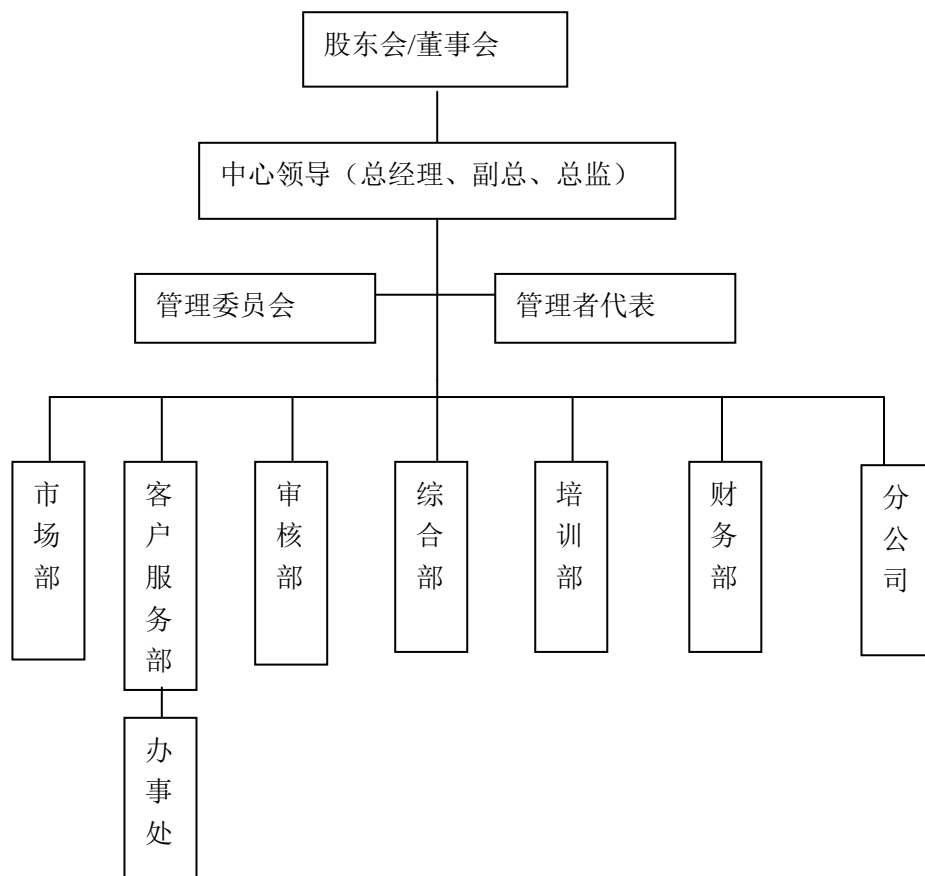 股东会/董事会
中心领导（总经理、副总、总监）
管理委员会
管理者代表
市场部
客户服务部
审核部
综合部
培训部
财务部
分公司
办事处